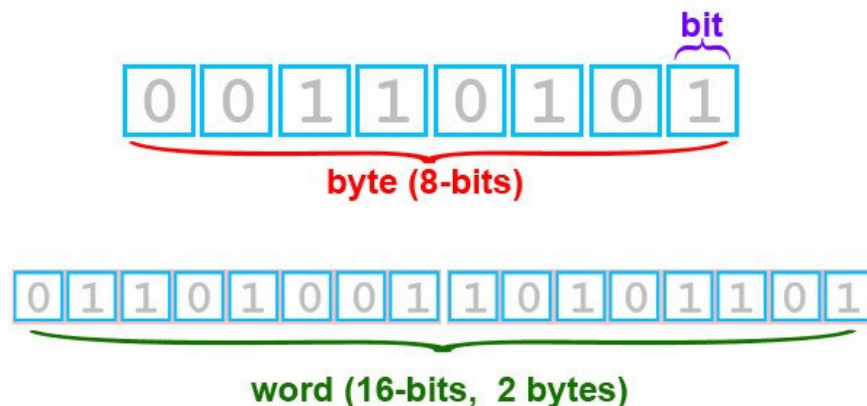 bit
0 0 1 1 0 1 0 1
byte (8-bits)
0 1 1 0 1 0 0 1 1 0 1 0 1 1 0 1
word (16-bits, 2 bytes)